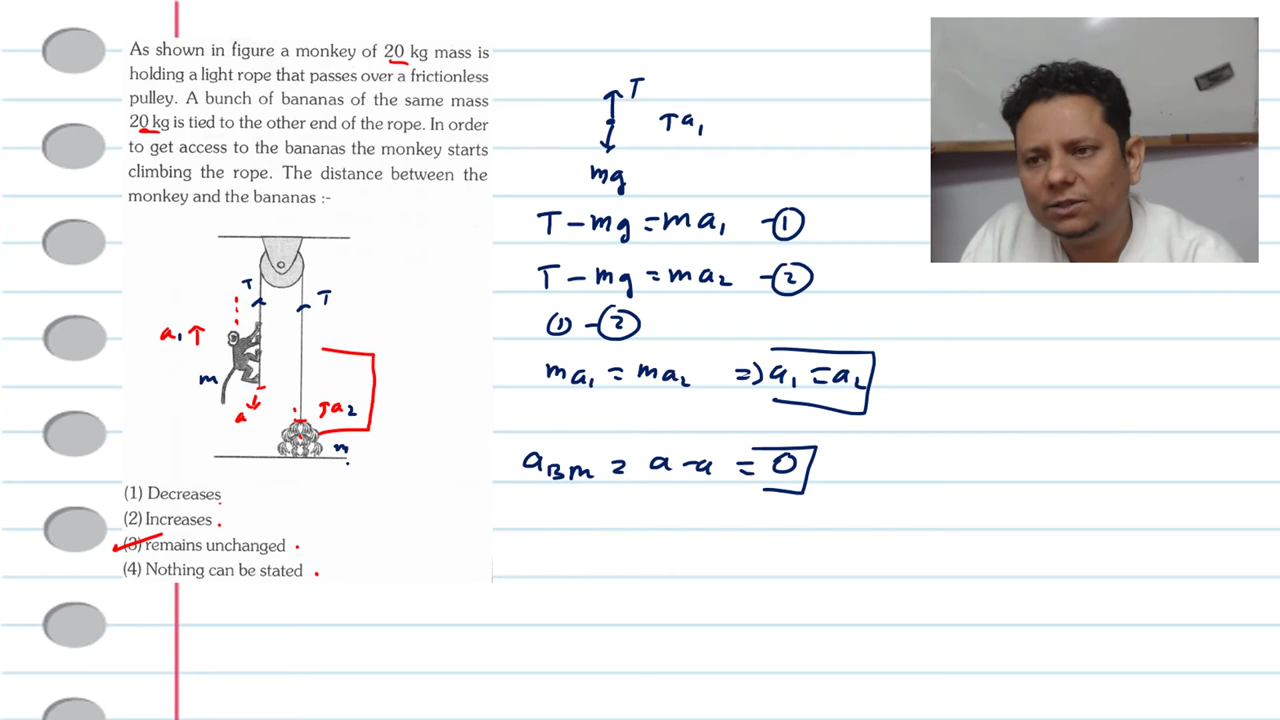 As shown in figure a monkey of 20 kg mass is
holding a light rope that passes over a frictionless
pulley. A bunch of bananas of the same mass
20 kg is tied to the other end of the rope. In order
to get access to the bananas the monkey starts
climbing the rope. The distance between the
monkey and the bananas :-
T
T
a₁ ↑
m
a
↑a₂
m
(1) Decreases
(2) Increases
(3) remains unchanged
(4) Nothing can be stated
T
↑a₁
mg
T - mg = ma₁ - ①
T - mg = ma₂ - ②
① - ②
ma₁ = ma₂ ⇒ a₁ = a₂
aBM = a - a = 0